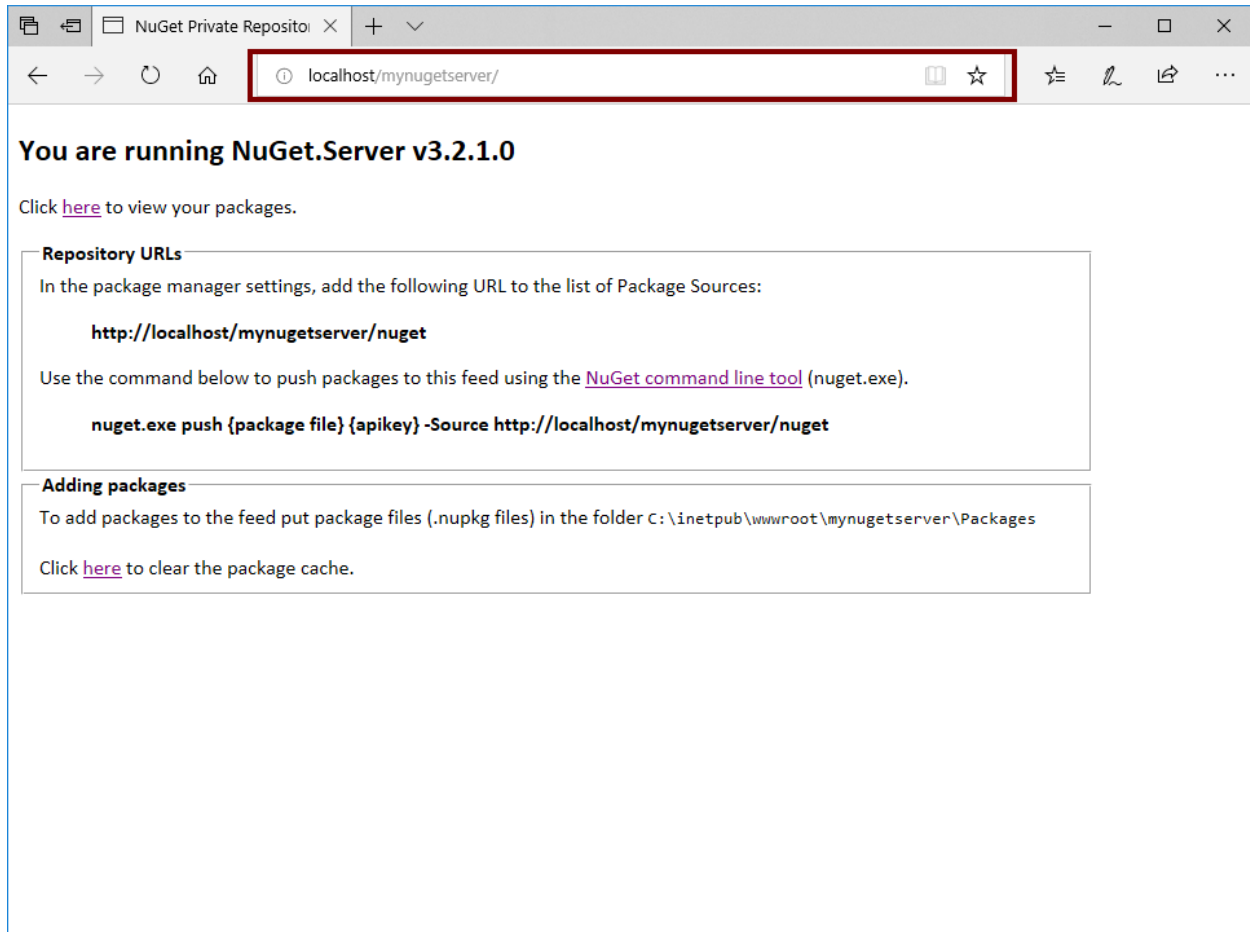 NuGet Private Reposito
localhost/mynugetserver/
You are running NuGet.Server v3.2.1.0
Click here to view your packages.
Repository URLs
In the package manager settings, add the following URL to the list of Package Sources:
http://localhost/mynugetserver/nuget
Use the command below to push packages to this feed using the NuGet command line tool (nuget.exe).
nuget.exe push {package file} {apikey} -Source http://localhost/mynugetserver/nuget
Adding packages
To add packages to the feed put package files (.nupkg files) in the folder C:\inetpub\wwwroot\mynugetserver\Packages
Click here to clear the package cache.